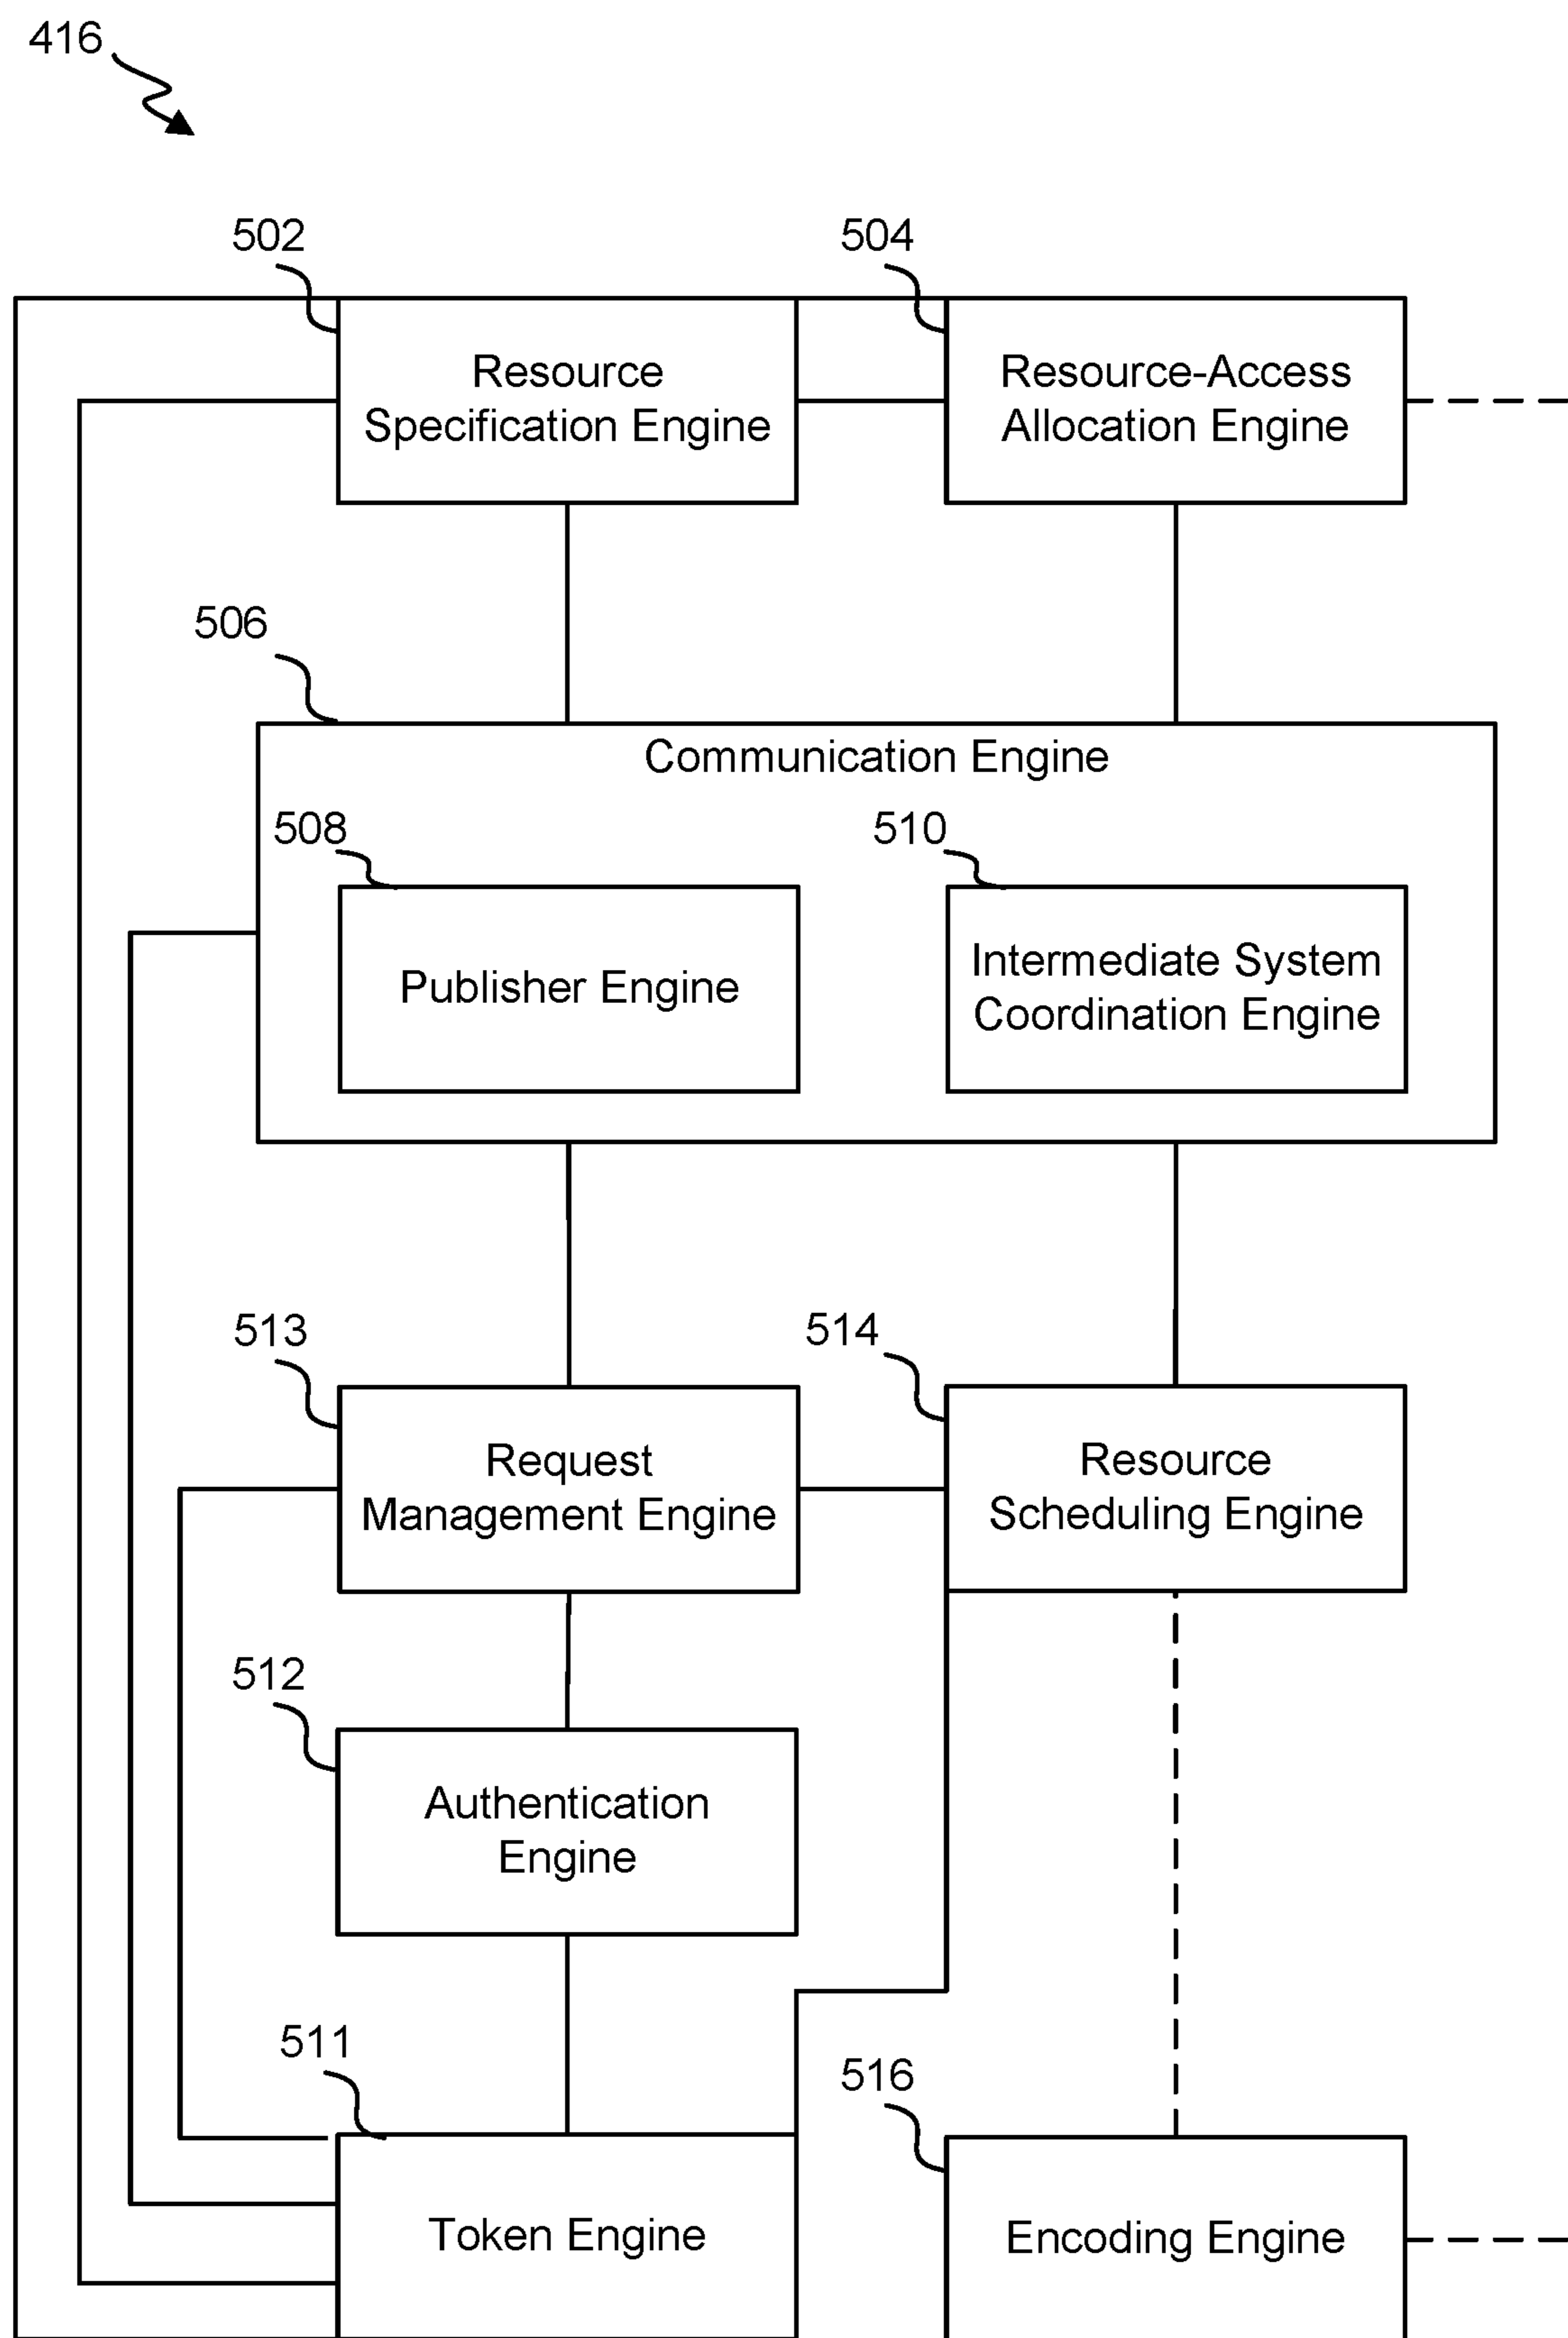 416
502
504
Resource
Specification Engine
Resource-Access
Allocation Engine
506
Communication Engine
508
510
Publisher Engine
Intermediate System
Coordination Engine
513
514
Request
Management Engine
Resource
Scheduling Engine
512
Authentication
Engine
511
516
Token Engine
Encoding Engine